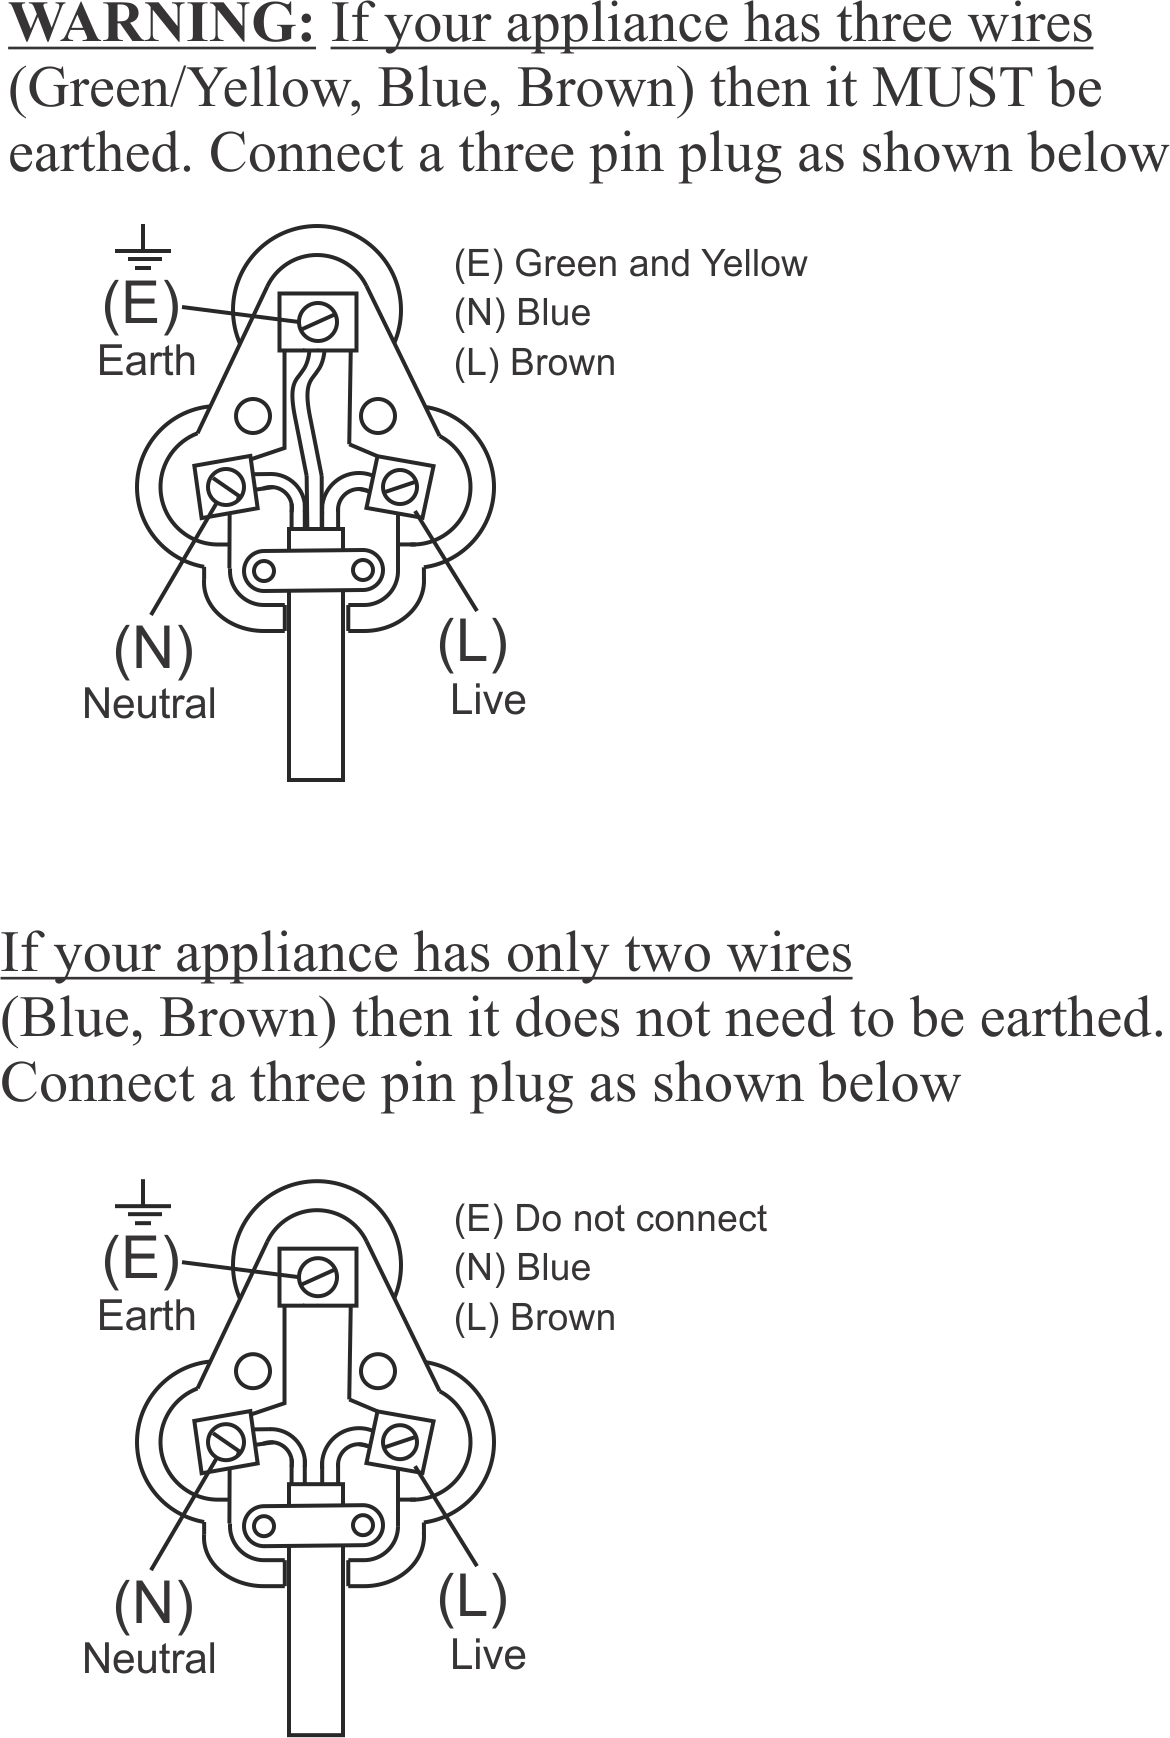 WARNING: If your appliance has three wires
(Green/Yellow, Blue, Brown) then it MUST be
earthed. Connect a three pin plug as shown below
(E)
Earth
(E) Green and Yellow
(N) Blue
(L) Brown
(N)
Neutral
(L)
Live
If your appliance has only two wires
(Blue, Brown) then it does not need to be earthed.
Connect a three pin plug as shown below
(E)
Earth
(E) Do not connect
(N) Blue
(L) Brown
(N)
Neutral
(L)
Live